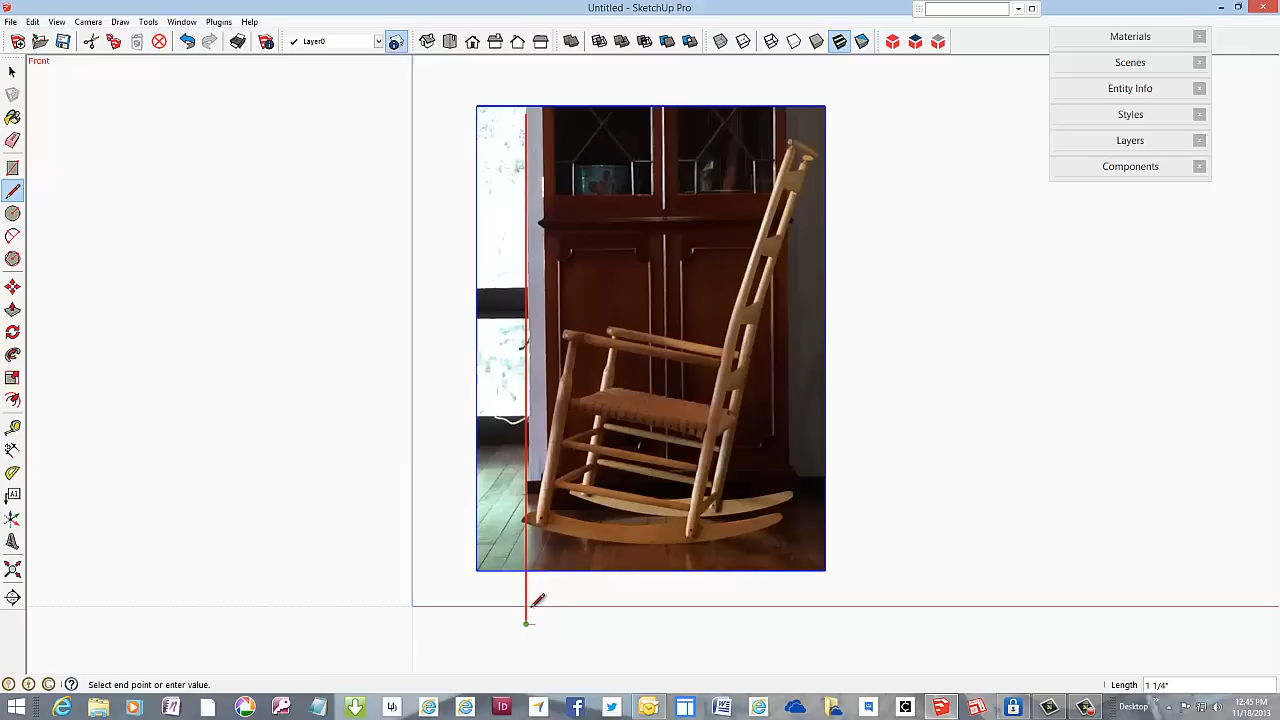 Untitled - SketchUp Pro
File Edit View Camera Draw Tools Window Plugins Help
Layer0
Front
Materials
Scenes
Entity Info
Styles
Layers
Components
Select end point or enter value.
Length 1 1/4"
Desktop
12:45 PM
11/18/2013